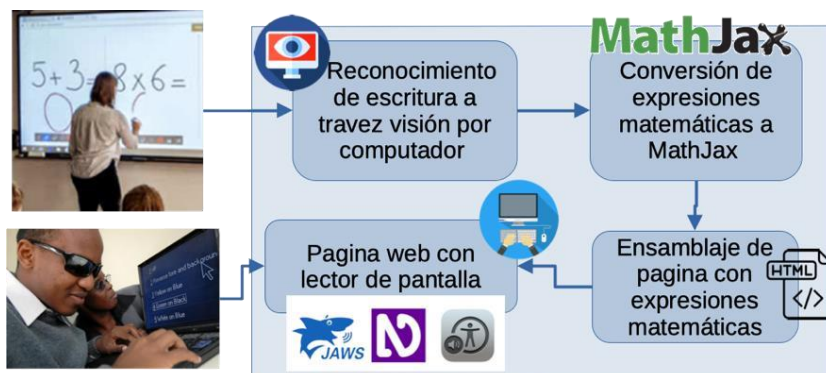 5+3= 8x6=
Reconocimiento
de escritura a
travez visión por
computador
MathJax
Conversión de
expresiones
matemáticas a
MathJax
Pagina web con
lector de pantalla
JAWS
Ensamblaje de
pagina con
expresiones
matemáticas
HTML
</>